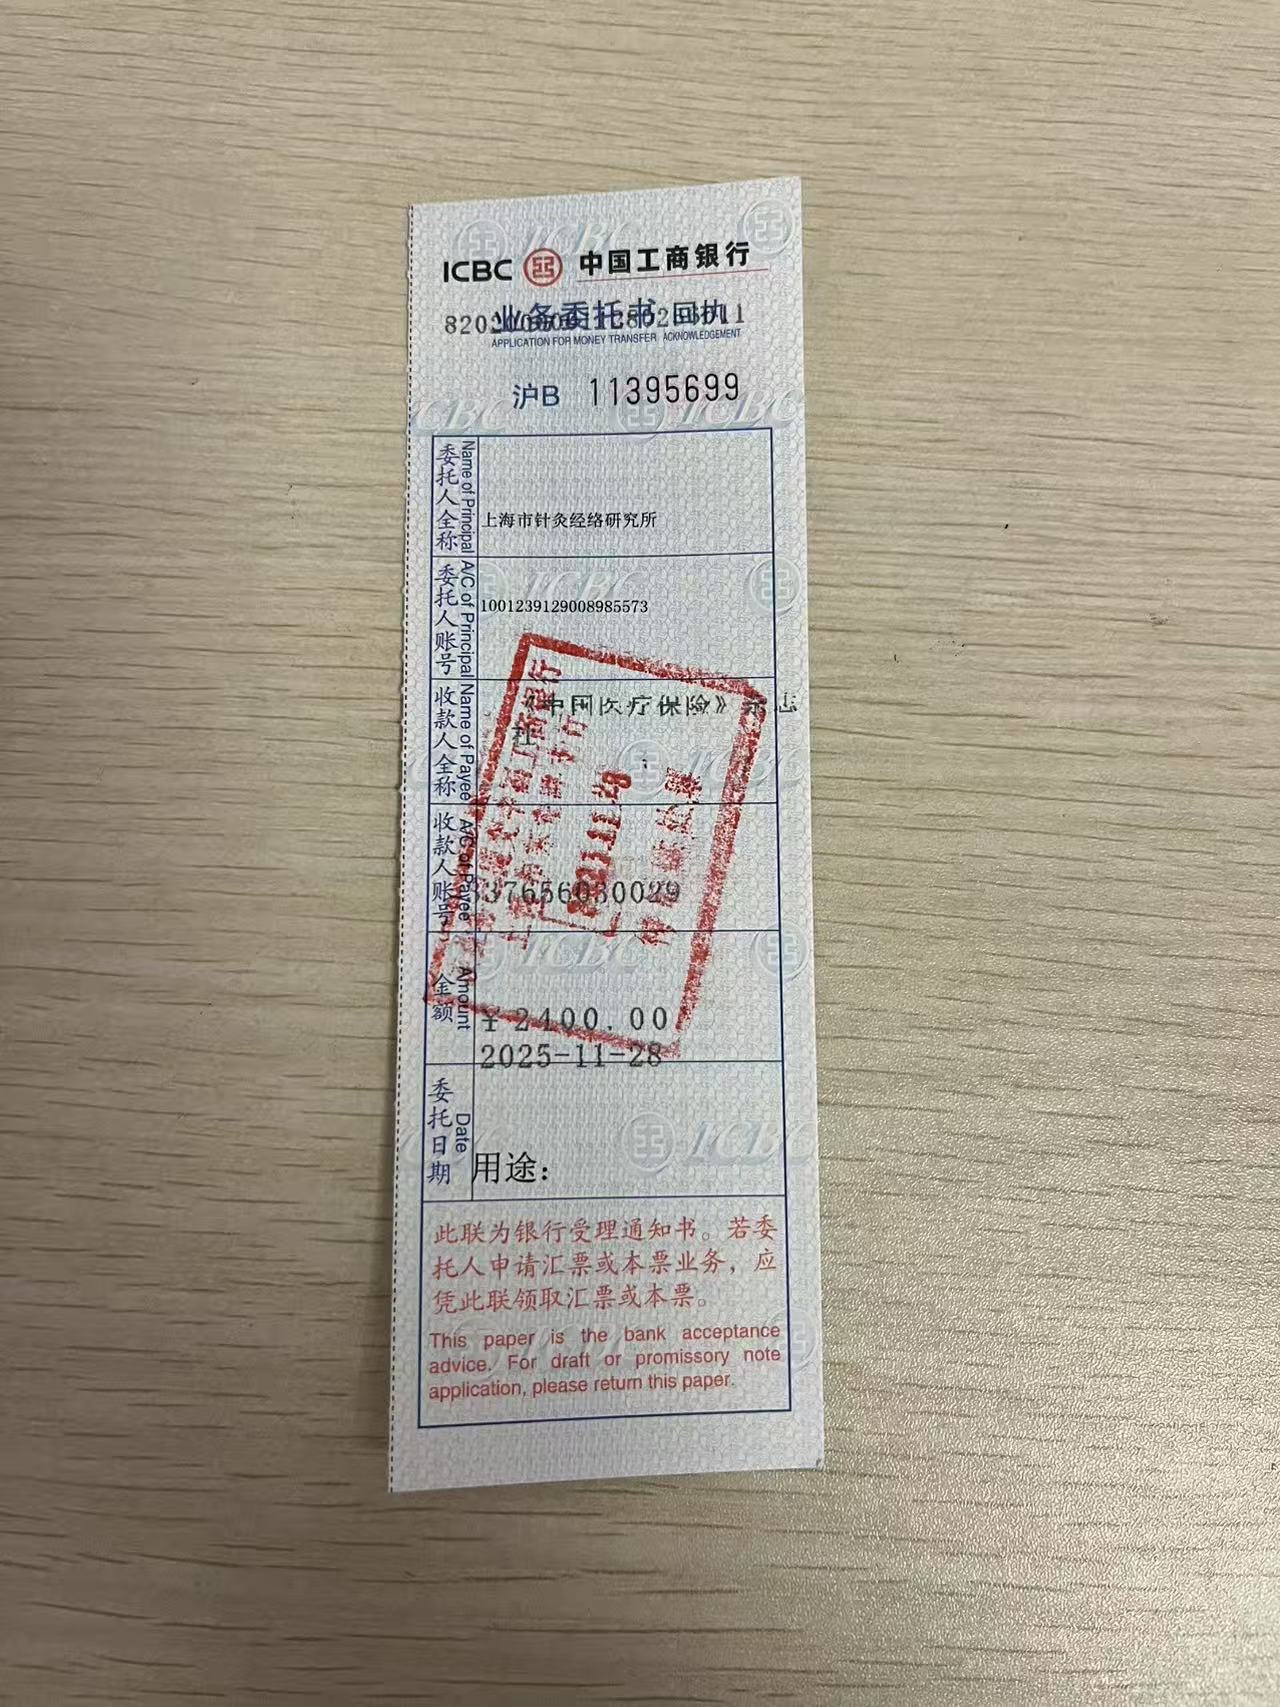 ICBC 中国工商银行
业务委托书 回执
APPLICATION FOR MONEY TRANSFER ACKNOWLEDGEMENT
沪B 11395699
委托人全称 Name of Principal 上海市针灸经络研究所
委托人账号 A/C of Principal 1001239129008985573
收款人全称 Name of Payee 《中国医疗保险》杂志
社
收款人账号 A/C of Payee 337656030029
金额 Amount ¥2400.00
2025-11-28
委托日期 Date 用途：
此联为银行受理通知书。若委
托人申请汇票或本票业务，应
凭此联领取汇票或本票。
This paper is the bank acceptance
advice. For draft or promissory note
application, please return this paper.